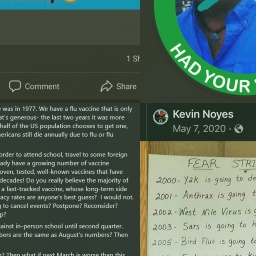 1 Sh
Comment
Share
was in 1977. We have a flu vaccine that is only
at's generous- the last two years it was more
half of the US population chooses to get one,
ericans still die annually due to flu or flu
order to attend school, travel to some foreign
eady have a growing number of vaccine
oven, tested, well-known vaccines that have
decades! Do you really believe the majority of
a fast-tracked vaccine, whose long-term side
acy rates are anyone's best guess? I would not.
g to cancel events? Postpone? Reconsider?
p?
against in-person school until second quarter.
bers are the same as August's numbers? Then
Then what if next March is worse than this
HAD YOUR
Kevin Noyes
May 7, 2020
FEAR STR
2000- Y2K is going to de
2001- Anthrax is going t
2002- West Nile Virus is g
2003- Sars is going to k
2005- Bird Flu is going to